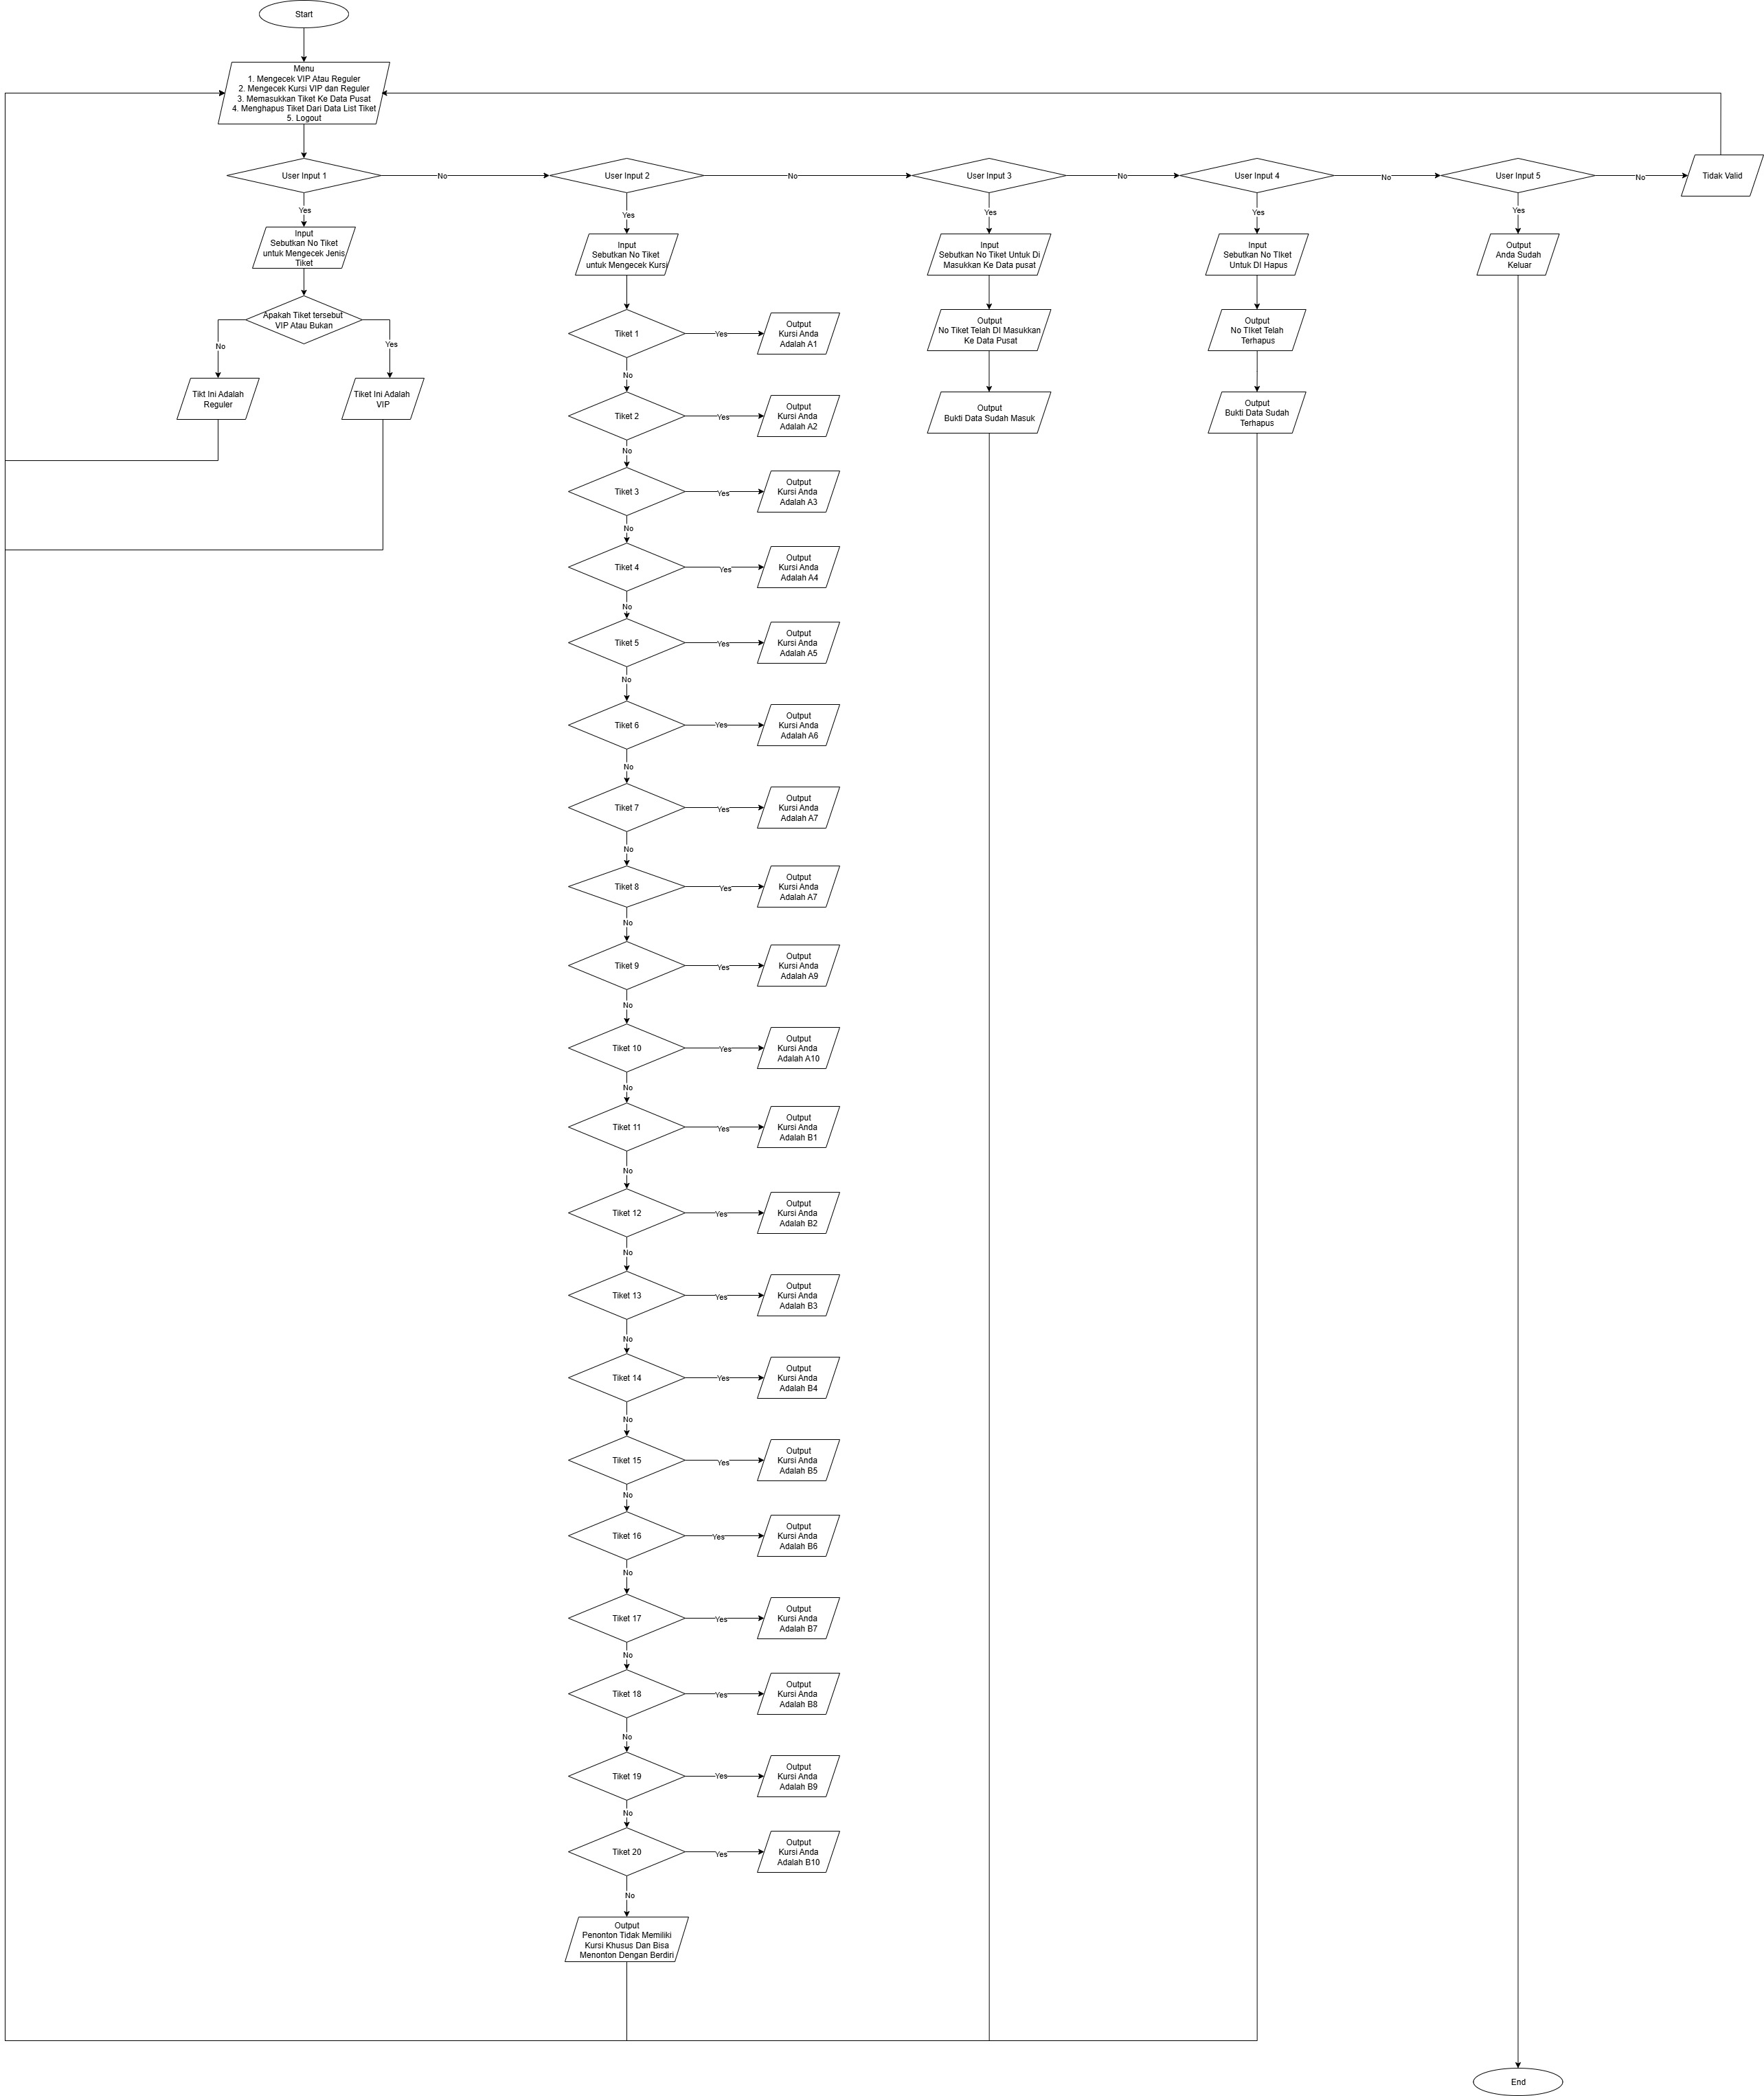 Start
Menu
1. Mengecek VIP Atau Reguler
2. Mengecek Kursi VIP dan Reguler
3. Memasukkan Tiket Ke Data Pusat
4. Menghapus Tiket Dari Data List Tiket
5. Logout
User Input 1
No
User Input 2
No
User Input 3
No
User Input 4
No
User Input 5
No
Tidak Valid
Yes
Input
Sebutkan No Tiket
untuk Mengecek Jenis
Tiket
Apakah Tiket tersebut
VIP Atau Bukan
No
Yes
Tikt Ini Adalah
Reguler
Tiket Ini Adalah
VIP
Yes
Input
Sebutkan No Tiket
untuk Mengecek Kursi
Tiket 1
Yes
Output
Kursi Anda
Adalah A1
No
Tiket 2
Yes
Output
Kursi Anda
Adalah A2
No
Tiket 3
Yes
Output
Kursi Anda
Adalah A3
No
Tiket 4
Yes
Output
Kursi Anda
Adalah A4
No
Tiket 5
Yes
Output
Kursi Anda
Adalah A5
No
Tiket 6
Yes
Output
Kursi Anda
Adalah A6
No
Tiket 7
Yes
Output
Kursi Anda
Adalah A7
No
Tiket 8
Yes
Output
Kursi Anda
Adalah A7
No
Tiket 9
Yes
Output
Kursi Anda
Adalah A9
No
Tiket 10
Yes
Output
Kursi Anda
Adalah A10
No
Tiket 11
Yes
Output
Kursi Anda
Adalah B1
No
Tiket 12
Yes
Output
Kursi Anda
Adalah B2
No
Tiket 13
Yes
Output
Kursi Anda
Adalah B3
No
Tiket 14
Yes
Output
Kursi Anda
Adalah B4
No
Tiket 15
Yes
Output
Kursi Anda
Adalah B5
No
Tiket 16
Yes
Output
Kursi Anda
Adalah B6
No
Tiket 17
Yes
Output
Kursi Anda
Adalah B7
No
Tiket 18
Yes
Output
Kursi Anda
Adalah B8
No
Tiket 19
Yes
Output
Kursi Anda
Adalah B9
No
Tiket 20
Yes
Output
Kursi Anda
Adalah B10
No
Output
Penonton Tidak Memiliki
Kursi Khusus Dan Bisa
Menonton Dengan Berdiri
Yes
Input
Sebutkan No Tiket Untuk Di
Masukkan Ke Data pusat
Output
No Tiket Telah DI Masukkan
Ke Data Pusat
Output
Bukti Data Sudah Masuk
Yes
Input
Sebutkan No TIket
Untuk DI Hapus
Output
No TIket Telah
Terhapus
Output
Bukti Data Sudah
Terhapus
Yes
Output
Anda Sudah
Keluar
End